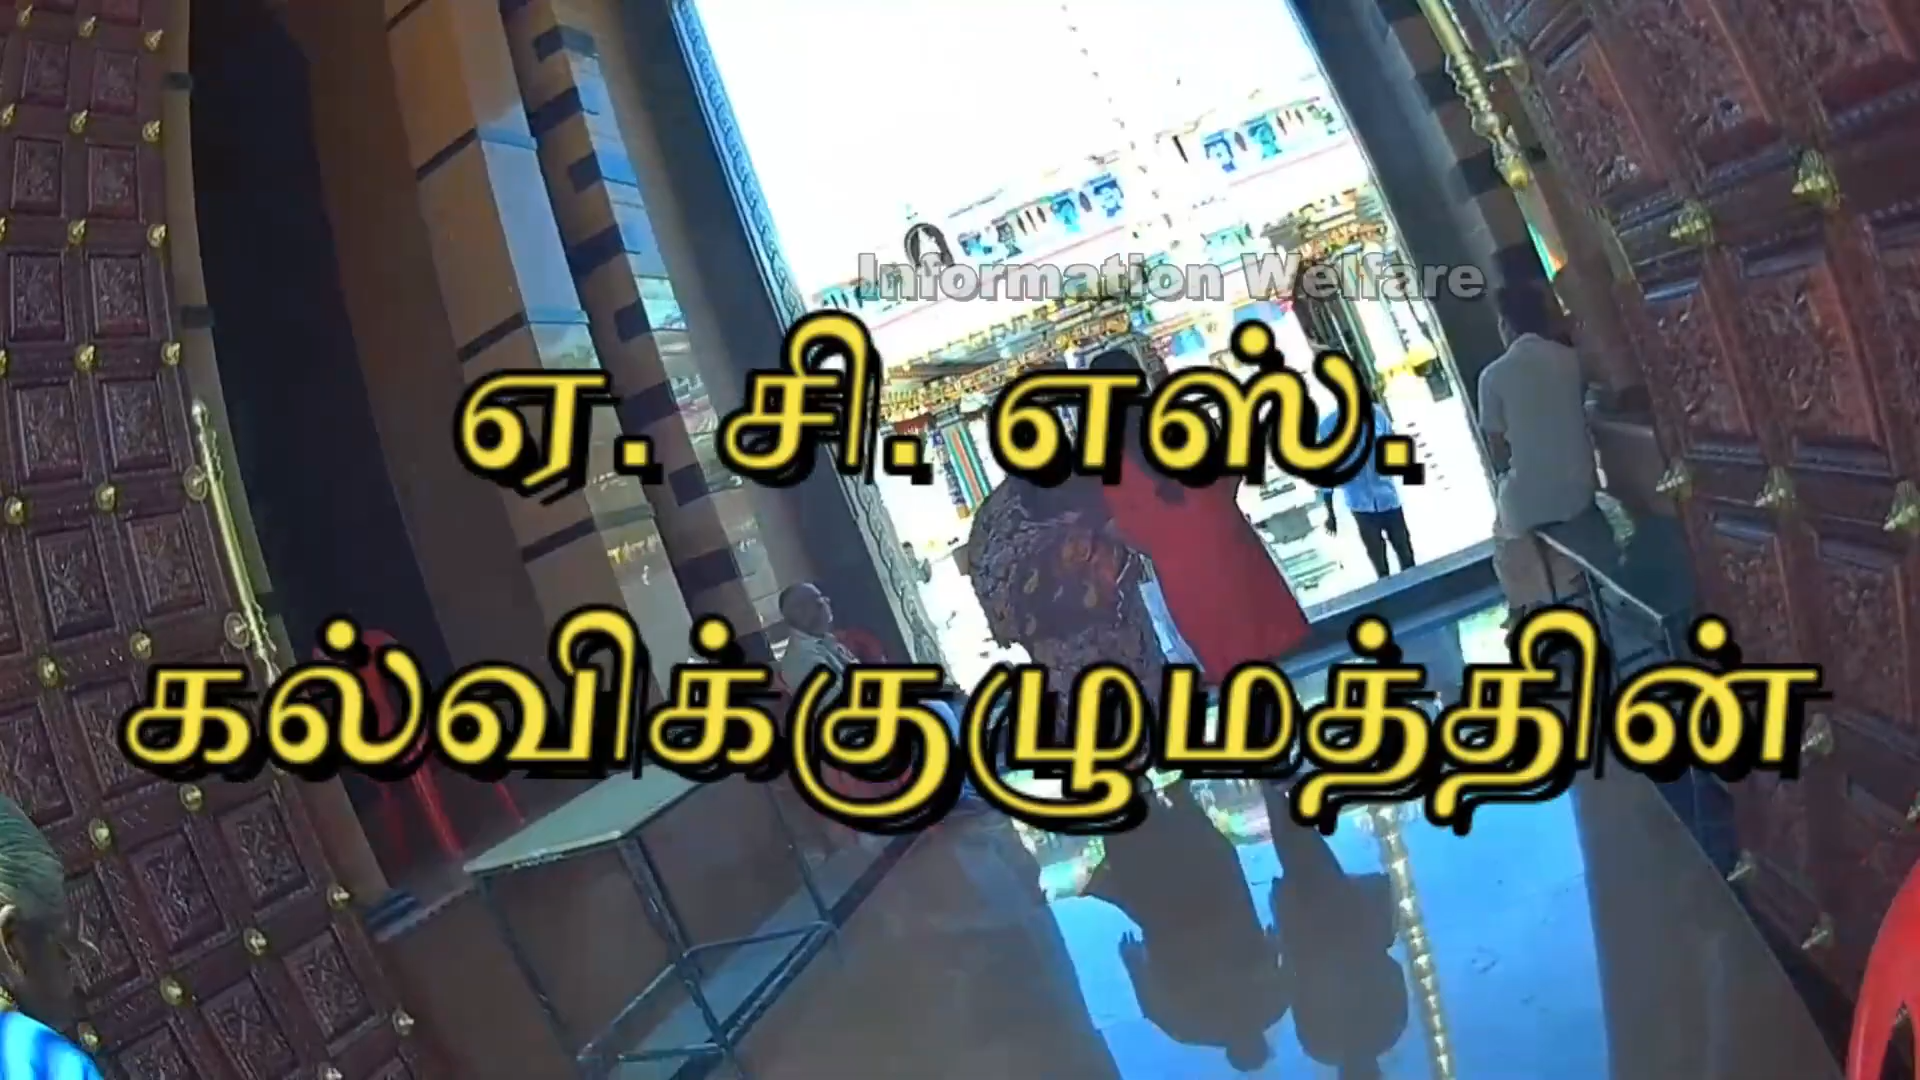 Information Welfare
ஏ. சி. எஸ்.
கல்விக்குழுமத்தின்